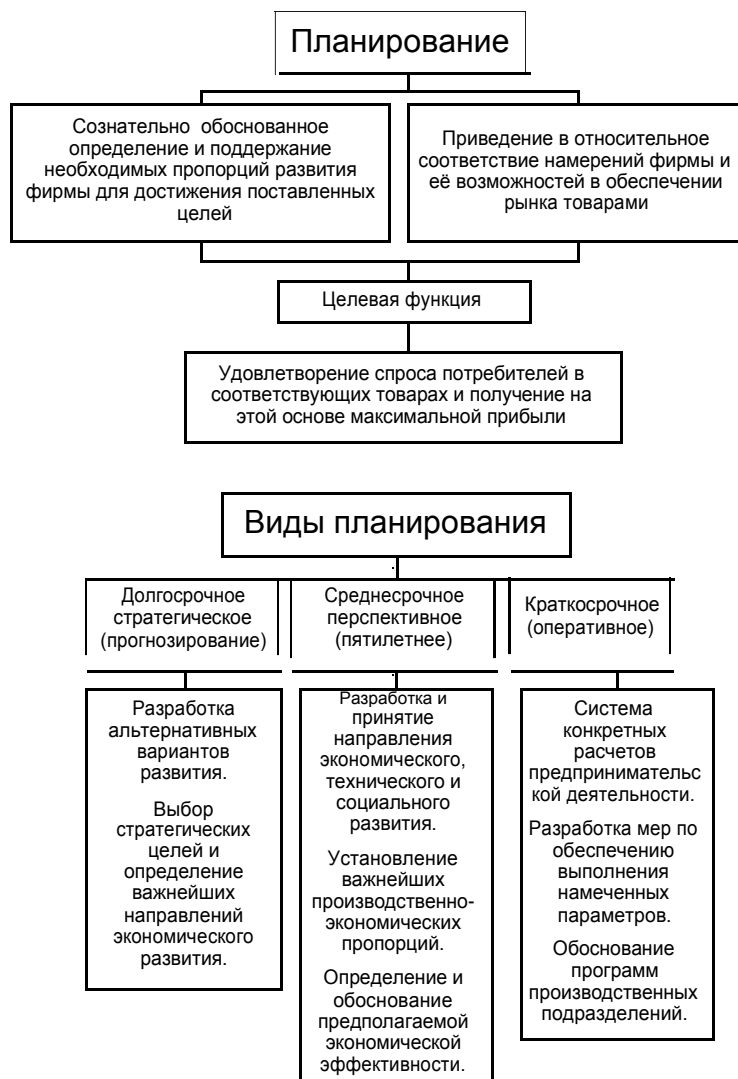 Планирование
Сознательно обоснованное
определение и поддержание
необходимых пропорций развития
фирмы для достижения поставленных
целей
Приведение в относительное
соответствие намерений фирмы и
её возможностей в обеспечении
рынка товарами
Целевая функция
Удовлетворение спроса потребителей в
соответствующих товарах и получение на
этой основе максимальной прибыли
Виды планирования
Долгосрочное
стратегическое
(прогнозирование)
Среднесрочное
перспективное
(пятилетнее)
Краткосрочное
(оперативное)
Разработка
альтернативных
вариантов
развития.
Выбор
стратегических
целей и
определение
важнейших
направлений
экономического
развития.
Разработка и
принятие
направления
экономического,
технического и
социального
развития.
Установление
важнейших
производственно-
экономических
пропорций.
Определение и
обоснование
предполагаемой
экономической
эффективности.
Система
конкретных
расчетов
предпринимательс
кой деятельности.
Разработка мер по
обеспечению
выполнения
намеченных
параметров.
Обоснование
программ
производственных
подразделений.